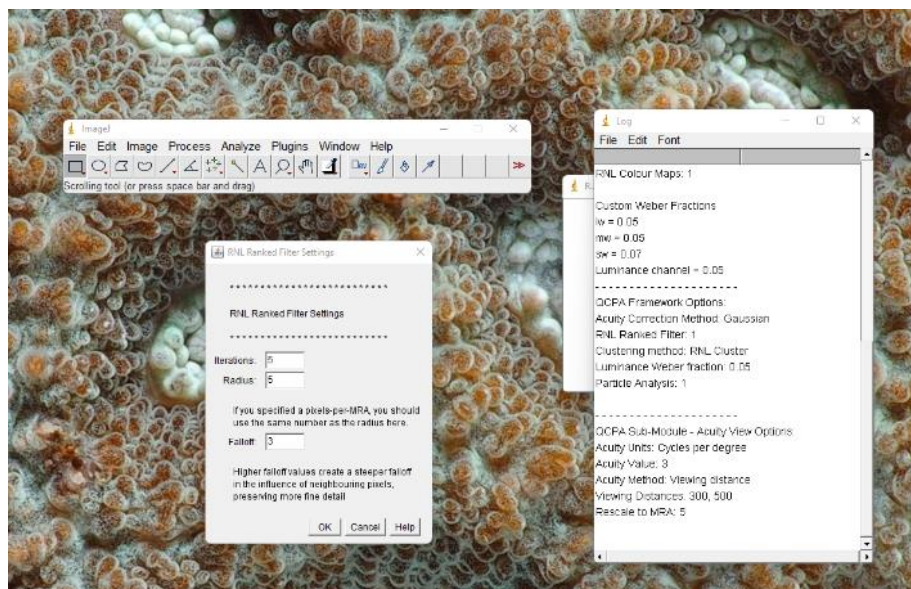 ImageJ
File Edit Image Process Analyze Plugins Window Help
Dev
Scrolling tool (or press space bar and drag)
RNL Ranked Filter Settings
* * * * * * * * * * * * * * * * * * * * * * * * * *
RNL Ranked Filter Settings
* * * * * * * * * * * * * * * * * * * * * * * * * *
Iterations: 5
Radius: 5
If you specified a pixels-per-MRA, you should
use the same number as the radius here.
Falloff: 3
Higher falloff values create a steeper falloff
in the influence of neighbouring pixels,
preserving more fine detail
OK Cancel Help
Log
File Edit Font
RNL Colour Maps: 1
Custom Weber Fractions
lw = 0.05
mw = 0.05
sw = 0.07
Luminance channel = 0.05
- - - - - - - - - - - - - - - - - - - -
QCPA Framework Options:
Acuity Correction Method: Gaussian
RNL Ranked Filter: 1
Clustering method: RNL Cluster
Luminance Weber fraction: 0.05
Particle Analysis: 1
- - - - - - - - - - - - - - - - - - - -
QCPA Sub-Module - Acuity View Options:
Acuity Units: Cycles per degree
Acuity Value: 3
Acuity Method: Viewing distance
Viewing Distances: 300, 500
Rescale to MRA: 5